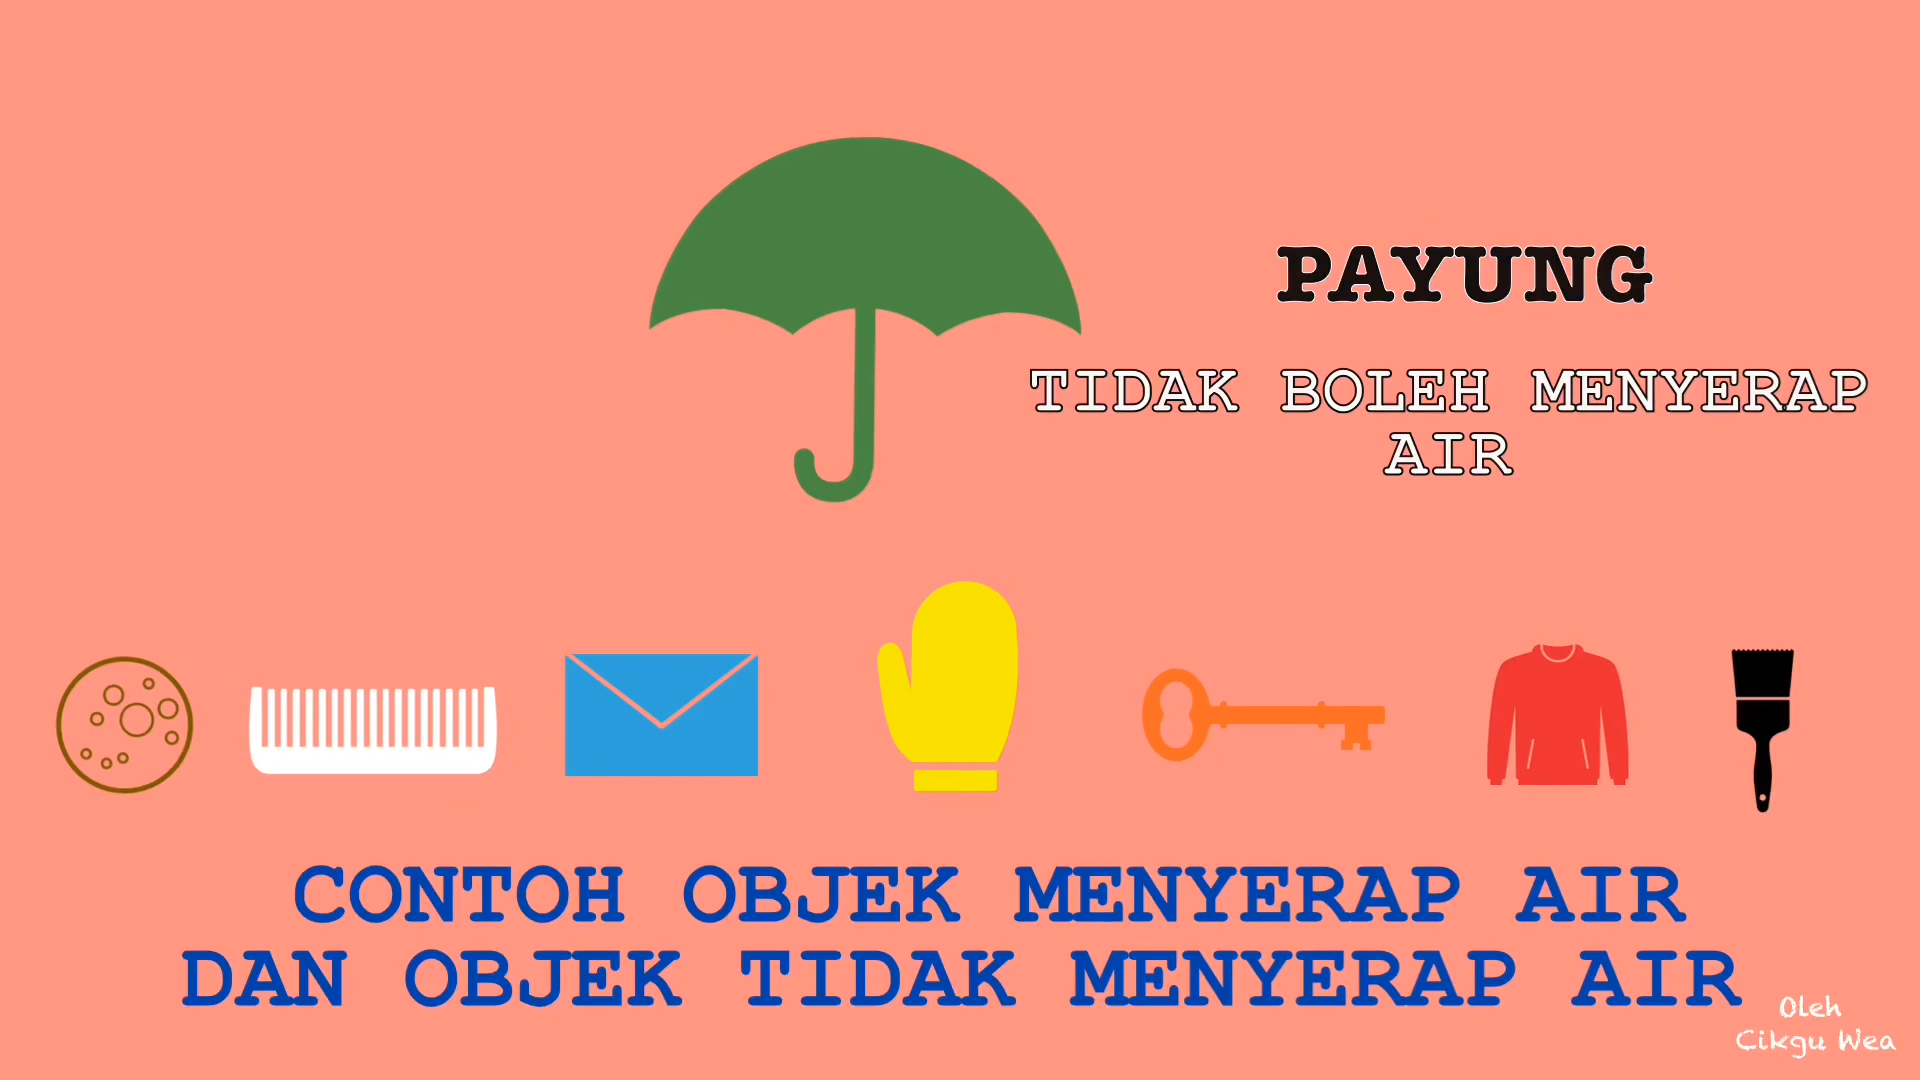 PAYUNG
TIDAK BOLEH MENYERAP
AIR
CONTOH OBJEK MENYERAP AIR
DAN OBJEK TIDAK MENYERAP AIR
Oleh
Cikgu Wea